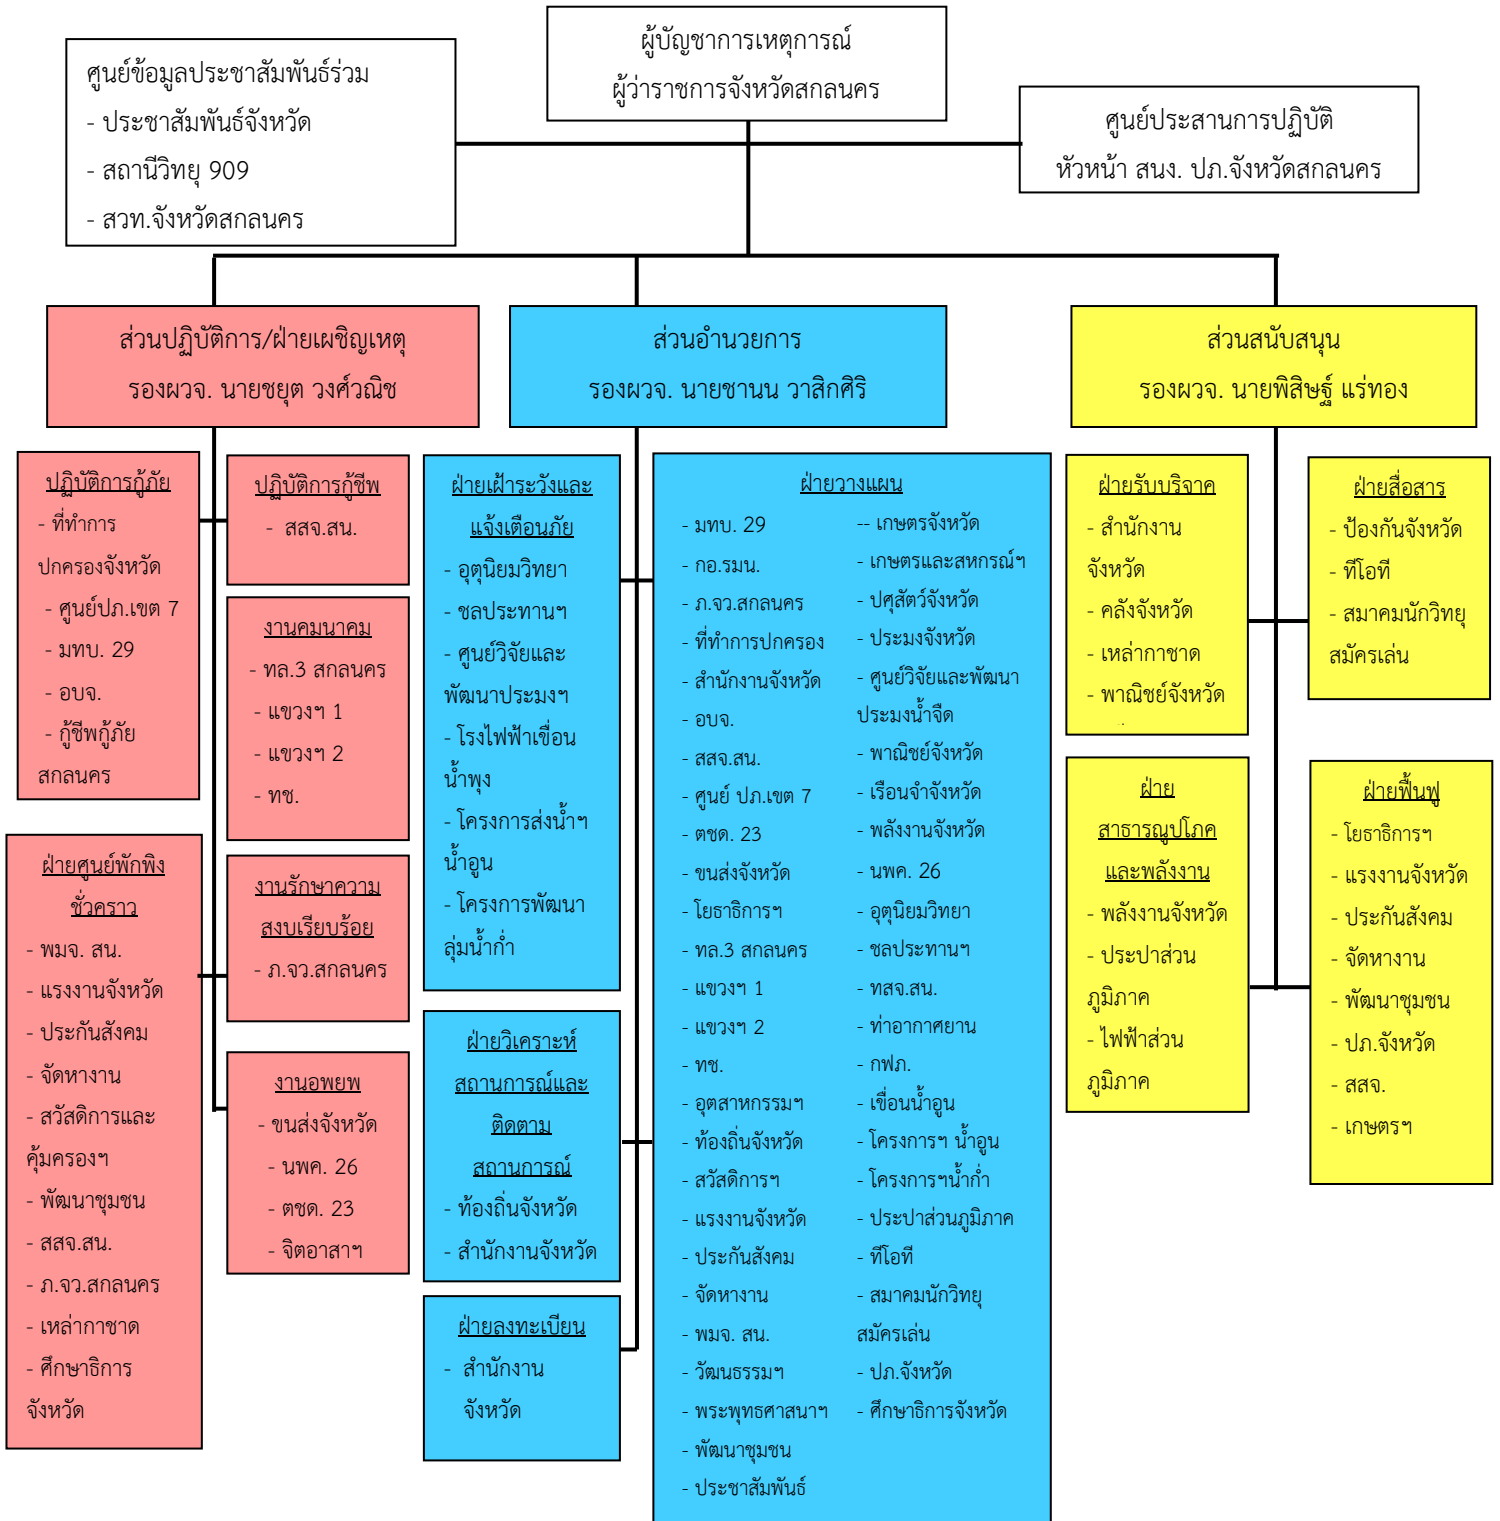 ผู้บัญชาการเหตุการณ์
ผู้ว่าราชการจังหวัดสกลนคร
ศูนย์ข้อมูลประชาสัมพันธ์ร่วม
- ประชาสัมพันธ์จังหวัด
- สถานีวิทยุ 909
- สวท.จังหวัดสกลนคร
ศูนย์ประสานการปฏิบัติ
หัวหน้า สนง. ปภ.จังหวัดสกลนคร
ส่วนปฏิบัติการ/ฝ่ายเผชิญเหตุ
รองผวจ. นายชยุต วงศ์วณิช
ส่วนอำนวยการ
รองผวจ. นายชานน วาสิกศิริ
ส่วนสนับสนุน
รองผวจ. นายพิสิษฐ์ แร่ทอง
ปฏิบัติการกู้ภัย
- ที่ทำการ
ปกครองจังหวัด
- ศูนย์ปภ.เขต 7
- มทบ. 29
- อบจ.
- กู้ชีพกู้ภัย
สกลนคร
ปฏิบัติการกู้ชีพ
- สสจ.สน.
งานคมนาคม
- ทล.3 สกลนคร
- แขวงฯ 1
- แขวงฯ 2
- ทช.
ฝ่ายศูนย์พักพิง
ชั่วคราว
- พมจ. สน.
- แรงงานจังหวัด
- ประกันสังคม
- จัดหางาน
- สวัสดิการและ
คุ้มครองฯ
- พัฒนาชุมชน
- สสจ.สน.
- ภ.จว.สกลนคร
- เหล่ากาชาด
- ศึกษาธิการ
จังหวัด
งานรักษาความ
สงบเรียบร้อย
- ภ.จว.สกลนคร
งานอพยพ
- ขนส่งจังหวัด
- นพค. 26
- ตชด. 23
- จิตอาสาฯ
ฝ่ายเฝ้าระวังและ
แจ้งเตือนภัย
- อุตุนิยมวิทยา
- ชลประทานฯ
- ศูนย์วิจัยและ
พัฒนาประมงฯ
- โรงไฟฟ้าเขื่อน
น้ำพุง
- โครงการส่งน้ำฯ
น้ำอูน
- โครงการพัฒนา
ลุ่มน้ำก่ำ
ฝ่ายวิเคราะห์
สถานการณ์และ
ติดตาม
สถานการณ์
- ท้องถิ่นจังหวัด
- สำนักงานจังหวัด
ฝ่ายลงทะเบียน
- สำนักงาน
จังหวัด
ฝ่ายวางแผน
- มทบ. 29
- กอ.รมน.
- ภ.จว.สกลนคร
- ที่ทำการปกครอง
- สำนักงานจังหวัด
- อบจ.
- สสจ.สน.
- ศูนย์ ปภ.เขต 7
- ตชด. 23
- ขนส่งจังหวัด
- โยธาธิการฯ
- ทล.3 สกลนคร
- แขวงฯ 1
- แขวงฯ 2
- ทช.
- อุตสาหกรรมฯ
- ท้องถิ่นจังหวัด
- สวัสดิการฯ
- แรงงานจังหวัด
- ประกันสังคม
- จัดหางาน
- พมจ. สน.
- วัฒนธรรมฯ
- พระพุทธศาสนาฯ
- พัฒนาชุมชน
- ประชาสัมพันธ์
-- เกษตรจังหวัด
- เกษตรและสหกรณ์ฯ
- ปศุสัตว์จังหวัด
- ประมงจังหวัด
- ศูนย์วิจัยและพัฒนา
ประมงน้ำจืด
- พาณิชย์จังหวัด
- เรือนจำจังหวัด
- พลังงานจังหวัด
- นพค. 26
- อุตุนิยมวิทยา
- ชลประทานฯ
- ทสจ.สน.
- ท่าอากาศยาน
- กฟภ.
- เขื่อนน้ำอูน
- โครงการฯ น้ำอูน
- โครงการฯน้ำก่ำ
- ประปาส่วนภูมิภาค
- ทีโอที
- สมาคมนักวิทยุ
สมัครเล่น
- ปภ.จังหวัด
- ศึกษาธิการจังหวัด
ฝ่ายรับบริจาค
- สำนักงาน
จังหวัด
- คลังจังหวัด
- เหล่ากาชาด
- พาณิชย์จังหวัด
ฝ่ายสื่อสาร
- ป้องกันจังหวัด
- ทีโอที
- สมาคมนักวิทยุ
สมัครเล่น
ฝ่าย
สาธารณูปโภค
และพลังงาน
- พลังงานจังหวัด
- ประปาส่วน
ภูมิภาค
- ไฟฟ้าส่วน
ภูมิภาค
ฝ่ายฟื้นฟู
- โยธาธิการฯ
- แรงงานจังหวัด
- ประกันสังคม
- จัดหางาน
- พัฒนาชุมชน
- ปภ.จังหวัด
- สสจ.
- เกษตรฯ